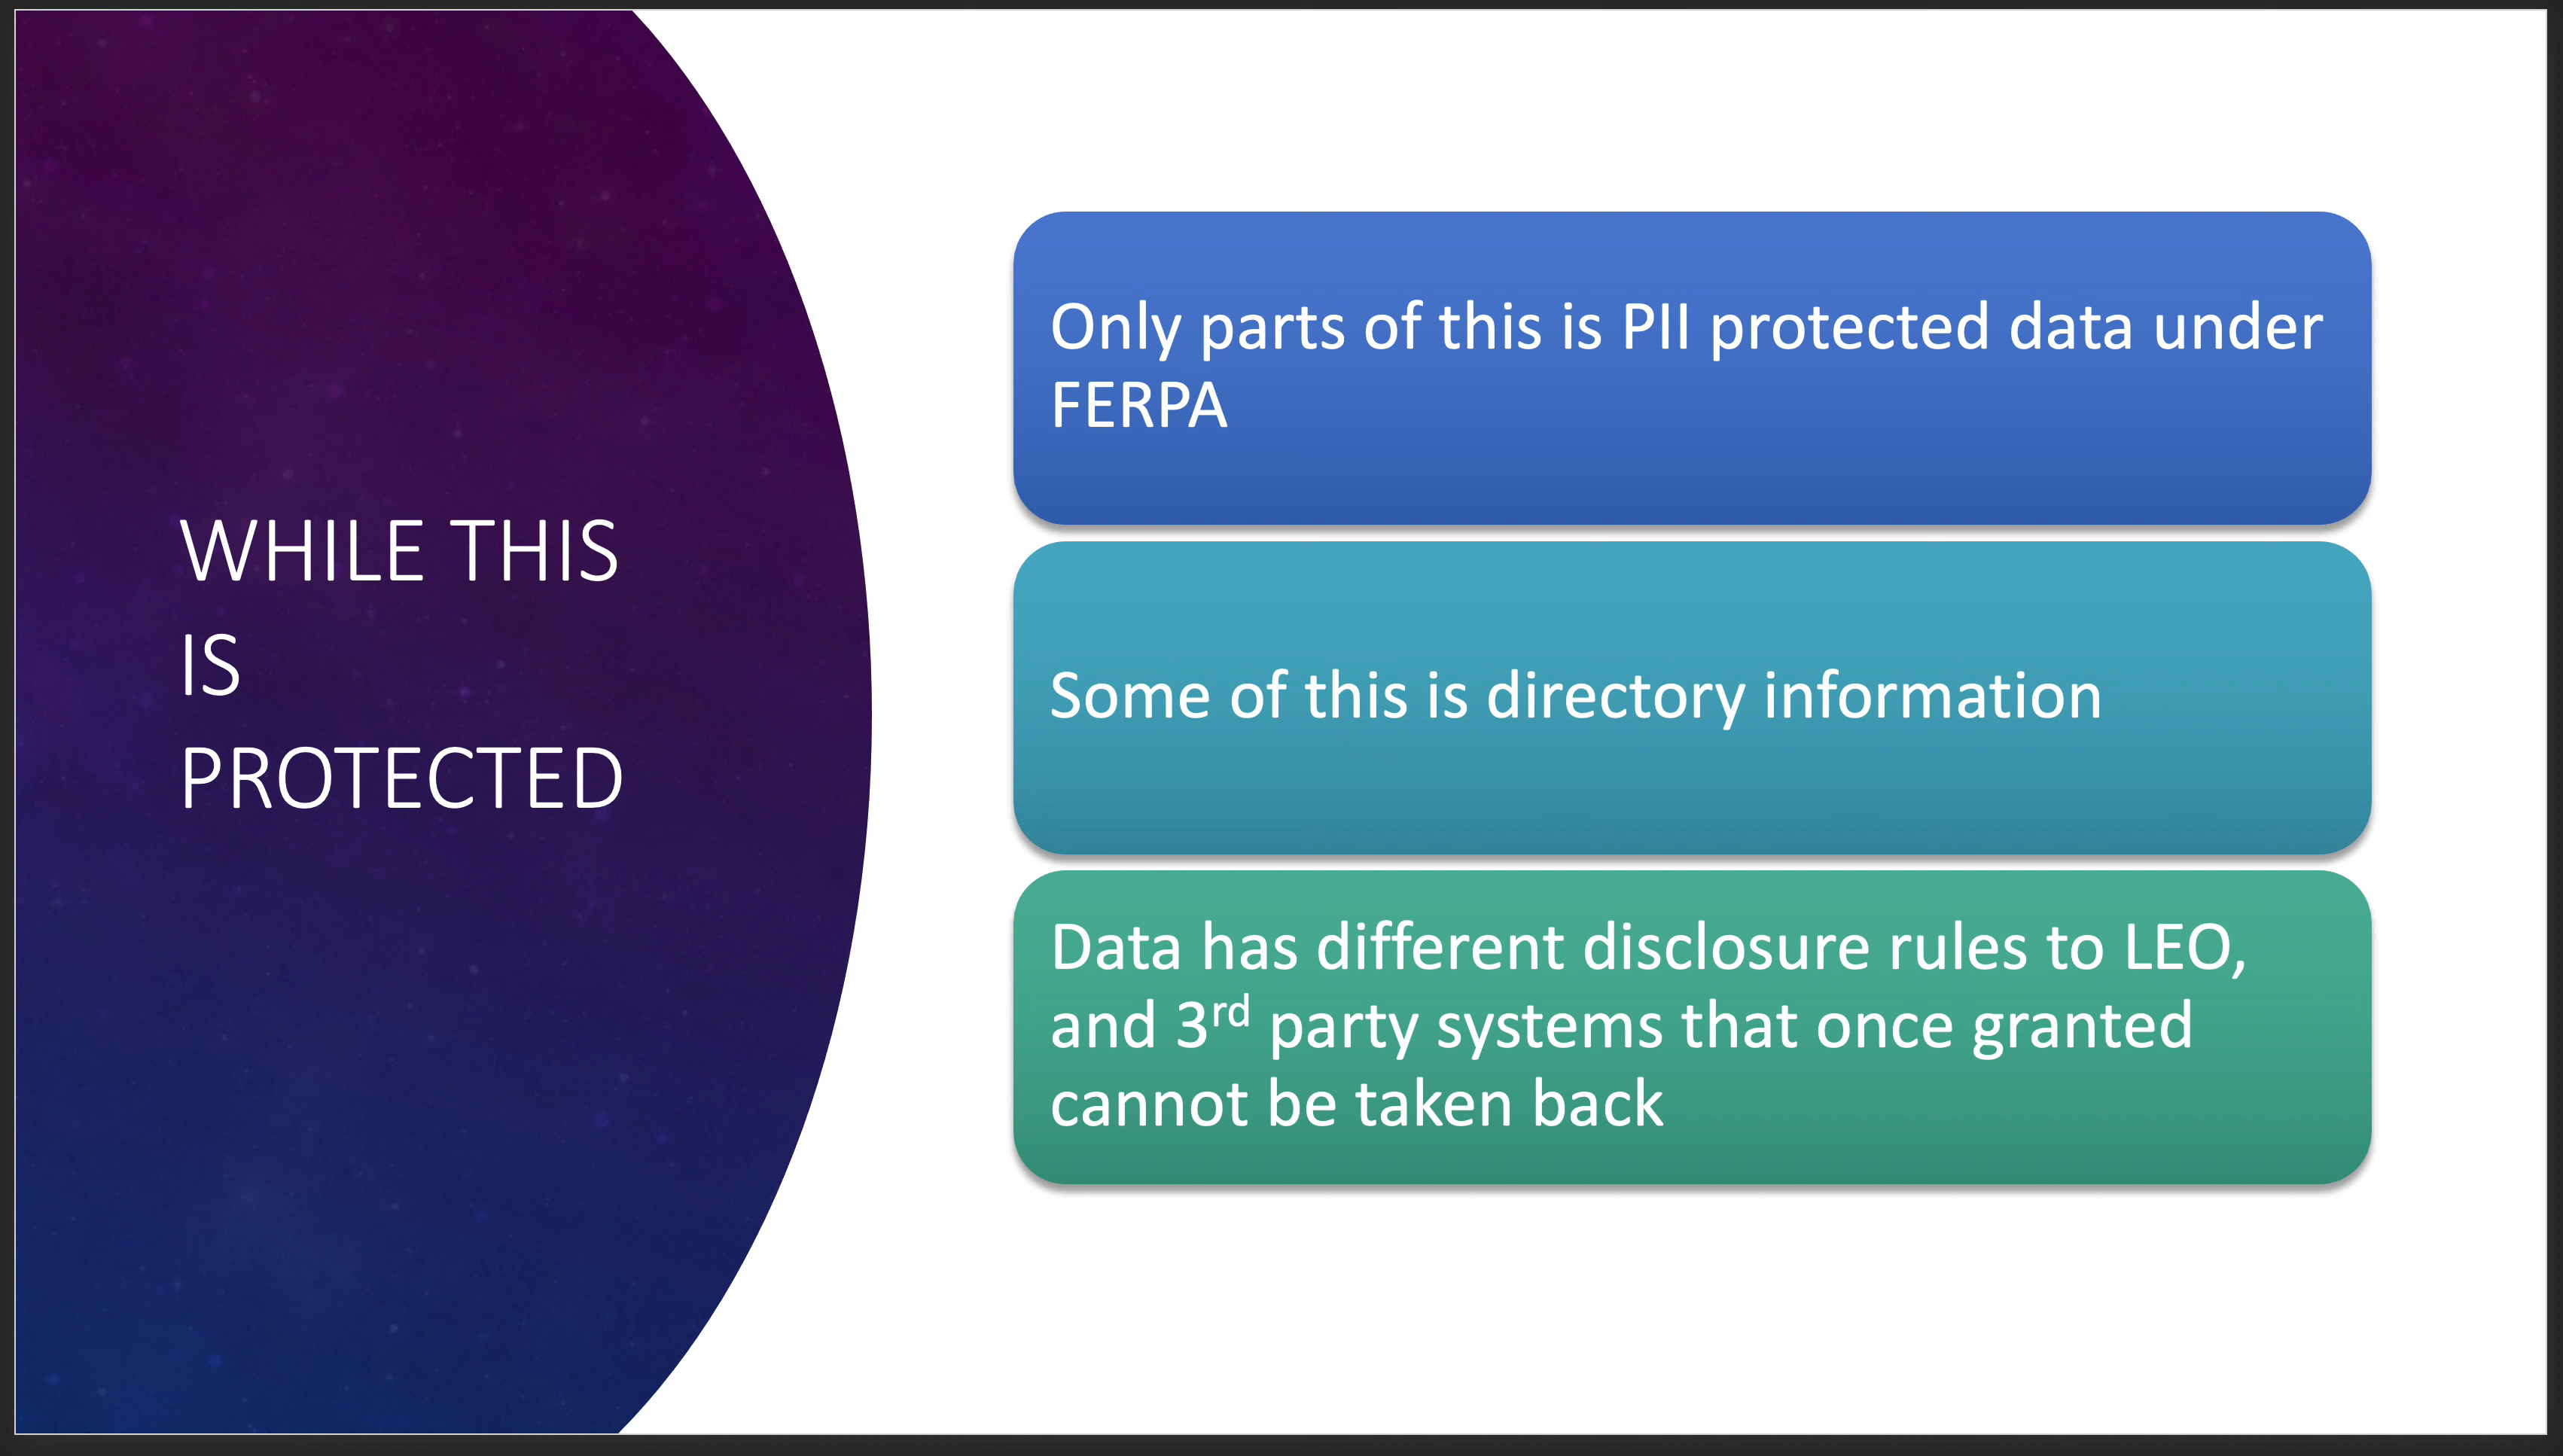 WHILE THIS
IS
PROTECTED
Only parts of this is PII protected data under
FERPA
Some of this is directory information
Data has different disclosure rules to LEO,
and 3rd party systems that once granted
cannot be taken back